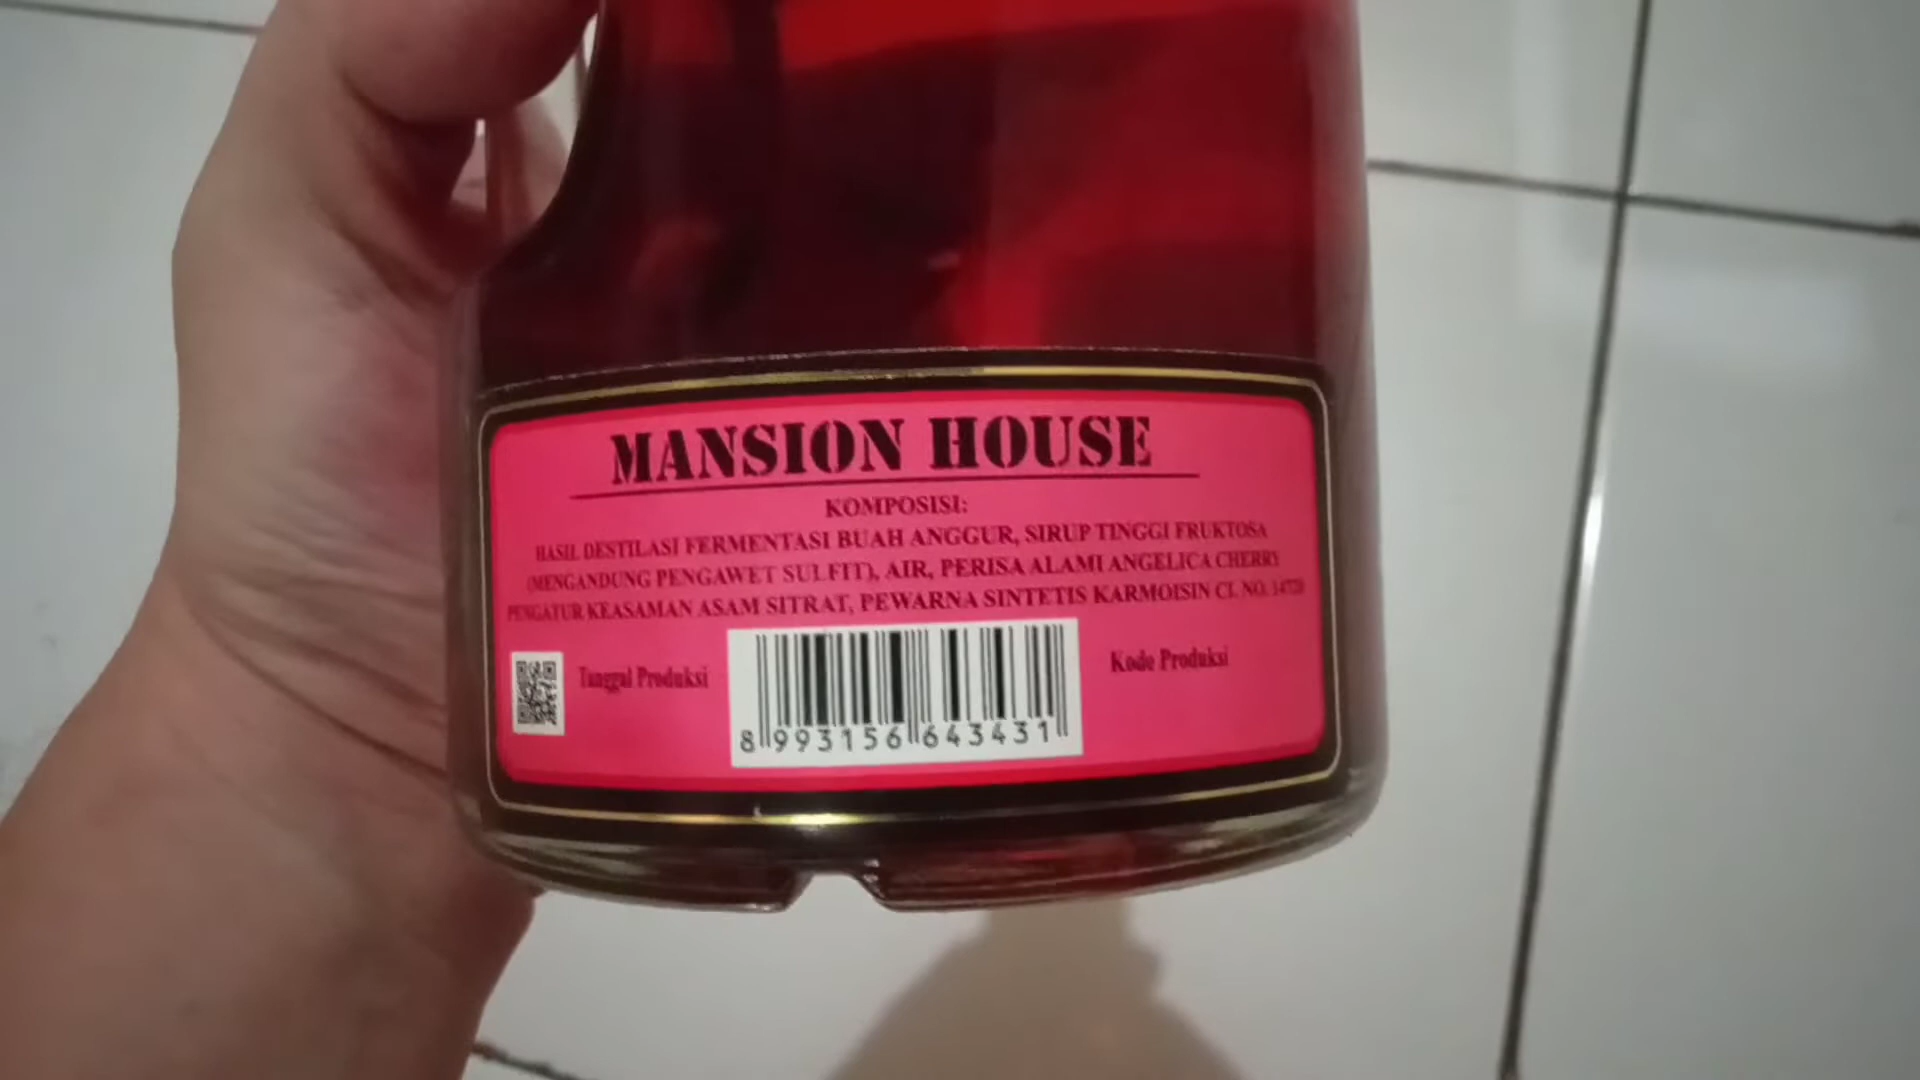 MANSION HOUSE
KOMPOSISI:
HASIL DESTILASI FERMENTASI BUAH ANGGUR, SIRUP TINGGI FRUKTOSA
(MENGANDUNG PENGAWET SULFIT), AIR, PERISA ALAMI ANGELICA CHERRY
PENGATUR KEASAMAN ASAM SITRAT, PEWARNA SINTETIS KARMOISIN CI. NO. 14720
Tanggal Produksi
Kode Produksi
8 993156 643431